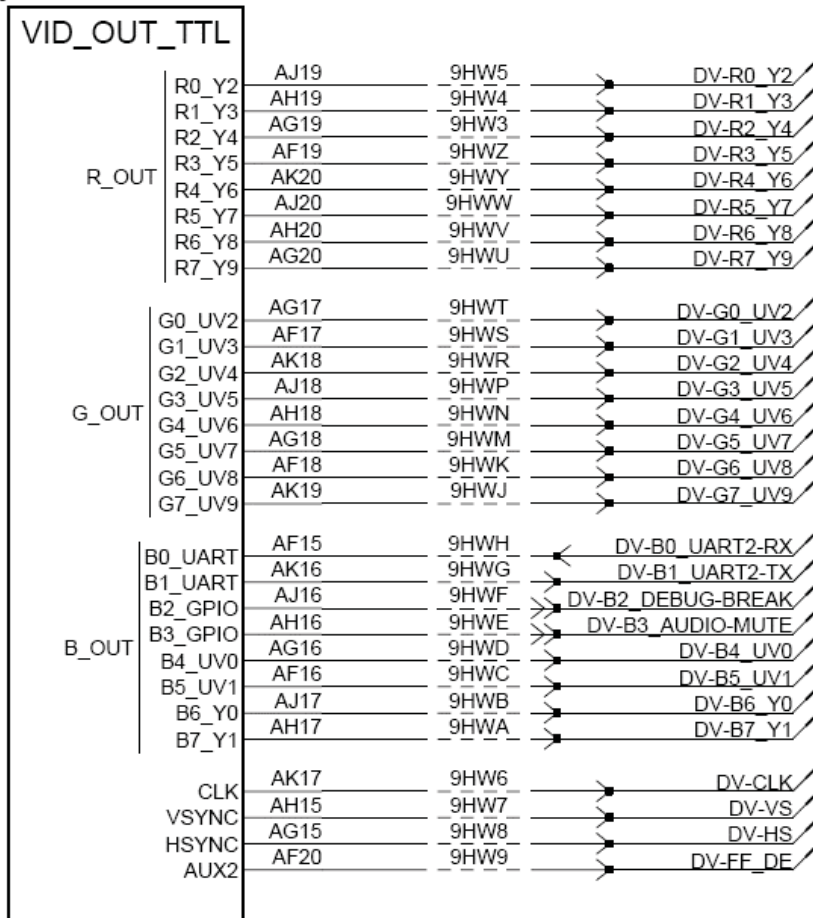 VID_OUT_TTL
R_OUT
R0_Y2 AJ19 9HW5 DV-R0_Y2
R1_Y3 AH19 9HW4 DV-R1_Y3
R2_Y4 AG19 9HW3 DV-R2_Y4
R3_Y5 AF19 9HWZ DV-R3_Y5
R4_Y6 AK20 9HWY DV-R4_Y6
R5_Y7 AJ20 9HWW DV-R5_Y7
R6_Y8 AH20 9HWV DV-R6_Y8
R7_Y9 AG20 9HWU DV-R7_Y9
G_OUT
G0_UV2 AG17 9HWT DV-G0_UV2
G1_UV3 AF17 9HWS DV-G1_UV3
G2_UV4 AK18 9HWR DV-G2_UV4
G3_UV5 AJ18 9HWP DV-G3_UV5
G4_UV6 AH18 9HWN DV-G4_UV6
G5_UV7 AG18 9HWM DV-G5_UV7
G6_UV8 AF18 9HWK DV-G6_UV8
G7_UV9 AK19 9HWJ DV-G7_UV9
B_OUT
B0_UART AF15 9HWH DV-B0_UART2-RX
B1_UART AK16 9HWG DV-B1_UART2-TX
B2_GPIO AJ16 9HWF DV-B2_DEBUG-BREAK
B3_GPIO AH16 9HWE DV-B3_AUDIO-MUTE
B4_UV0 AG16 9HWD DV-B4_UV0
B5_UV1 AF16 9HWC DV-B5_UV1
B6_Y0 AJ17 9HWB DV-B6_Y0
B7_Y1 AH17 9HWA DV-B7_Y1
CLK AK17 9HW6 DV-CLK
VSYNC AH15 9HW7 DV-VS
HSYNC AG15 9HW8 DV-HS
AUX2 AF20 9HW9 DV-FF_DE